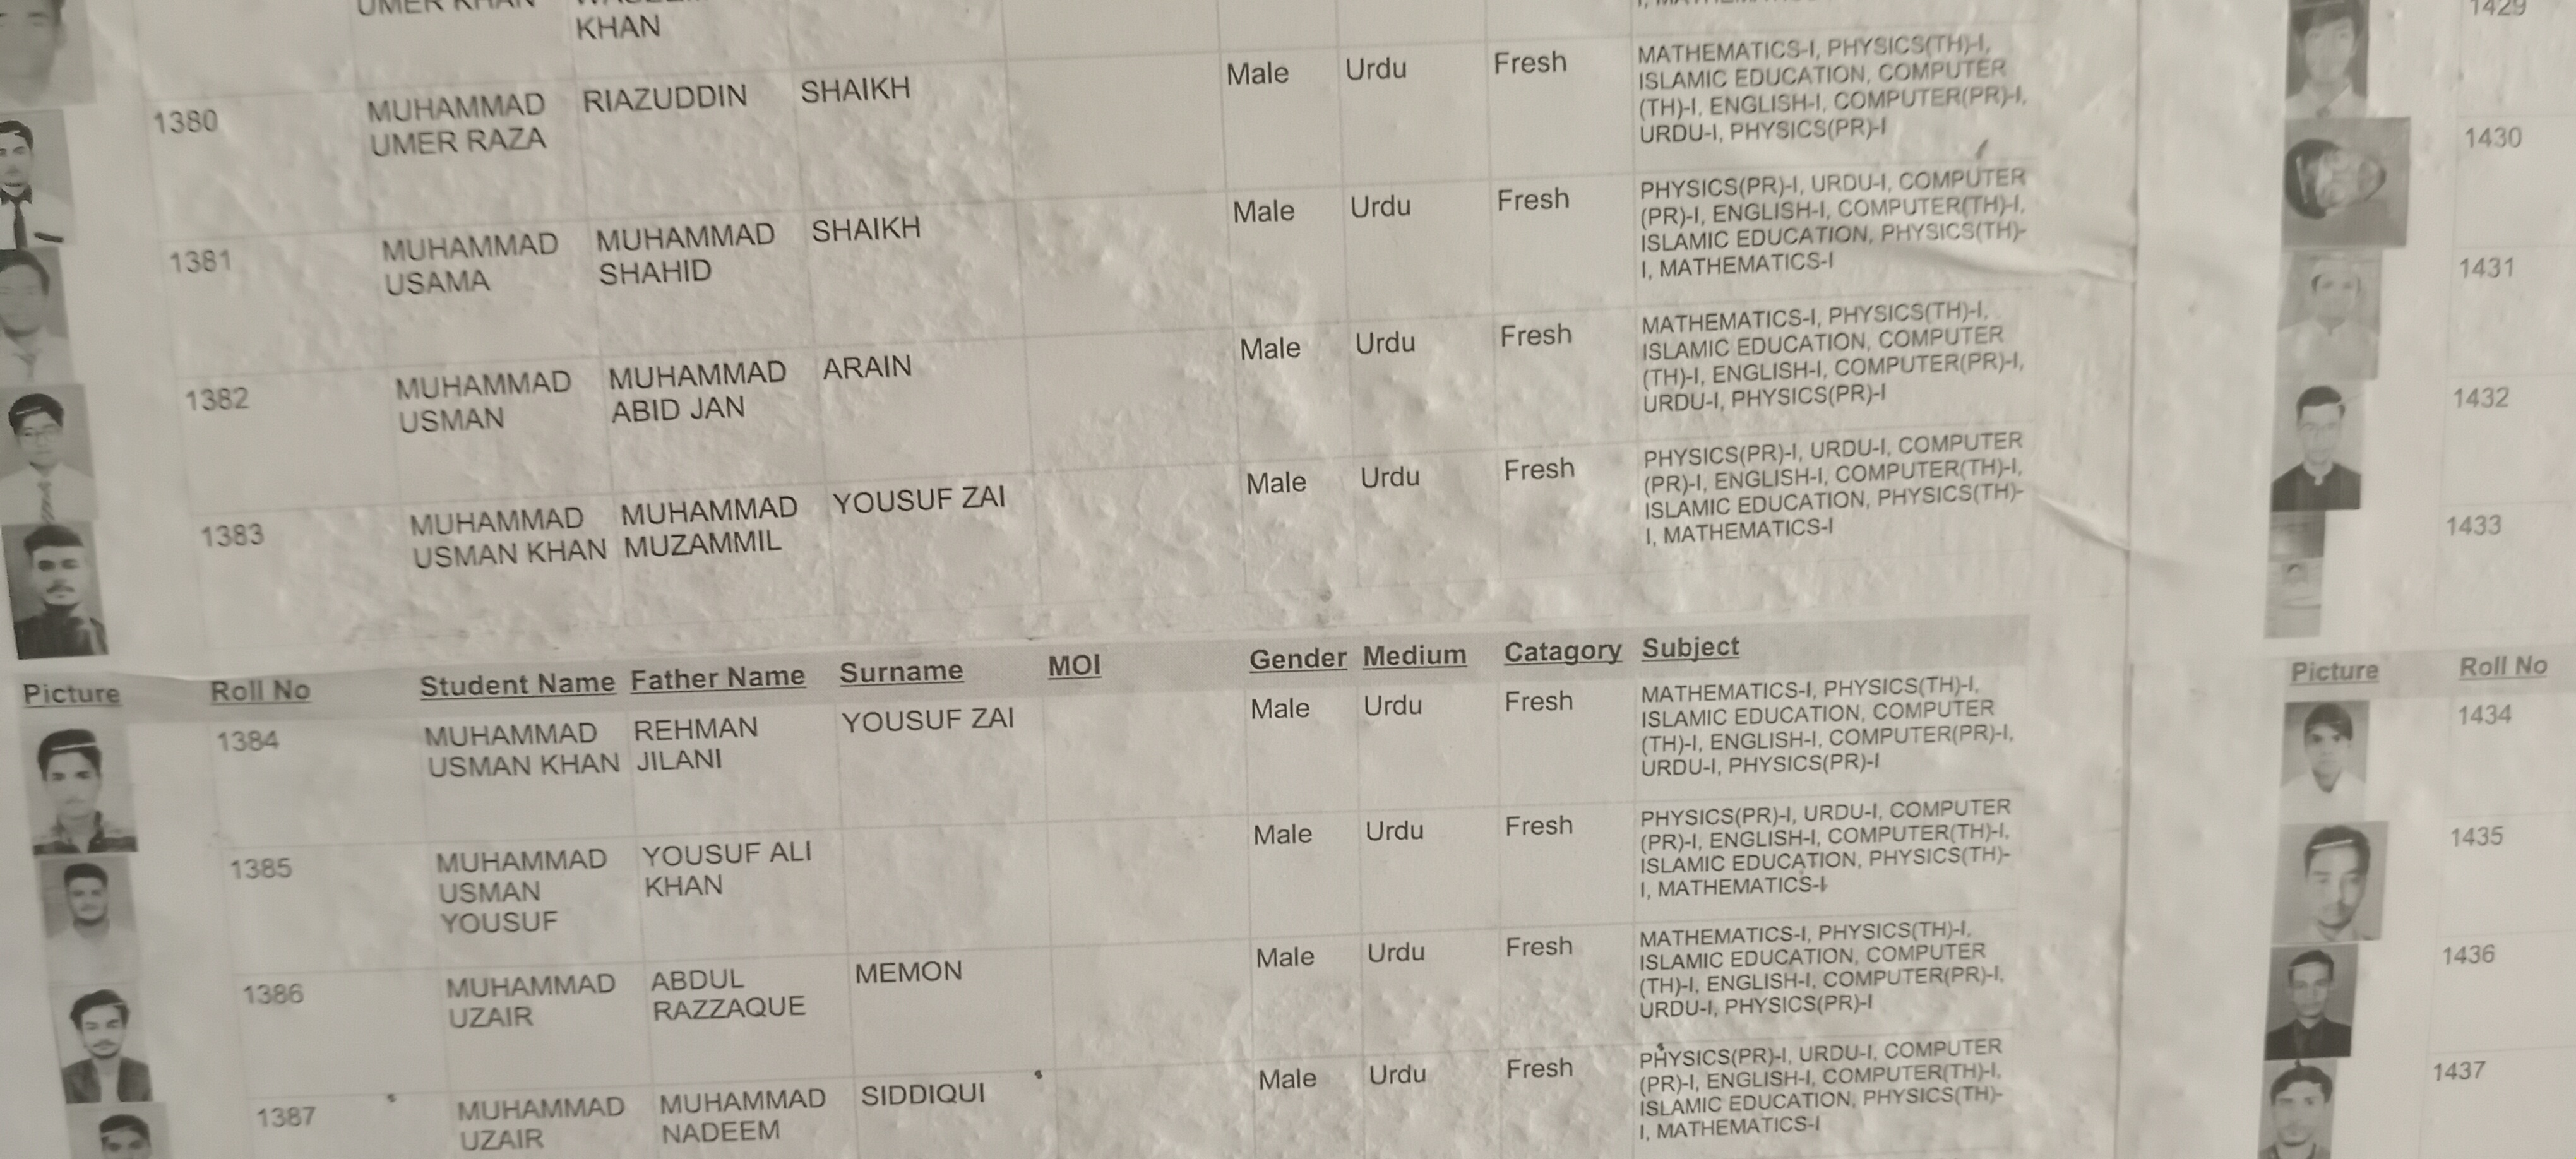 UMER KHAN
KHAN
1380 MUHAMMAD RIAZUDDIN SHAIKH Male Urdu Fresh MATHEMATICS-I, PHYSICS(TH)-I,
UMER RAZA ISLAMIC EDUCATION, COMPUTER
(TH)-I, ENGLISH-I, COMPUTER(PR)-I,
URDU-I, PHYSICS(PR)-I
1381 MUHAMMAD MUHAMMAD SHAIKH Male Urdu Fresh PHYSICS(PR)-I, URDU-I, COMPUTER
USAMA SHAHID (PR)-I, ENGLISH-I, COMPUTER(TH)-I,
ISLAMIC EDUCATION, PHYSICS(TH)-
I, MATHEMATICS-I
1382 MUHAMMAD MUHAMMAD ARAIN Male Urdu Fresh MATHEMATICS-I, PHYSICS(TH)-I,
USMAN ABID JAN ISLAMIC EDUCATION, COMPUTER
(TH)-I, ENGLISH-I, COMPUTER(PR)-I,
URDU-I, PHYSICS(PR)-I
1383 MUHAMMAD MUHAMMAD YOUSUF ZAI Male Urdu Fresh PHYSICS(PR)-I, URDU-I, COMPUTER
USMAN KHAN MUZAMMIL (PR)-I, ENGLISH-I, COMPUTER(TH)-I,
ISLAMIC EDUCATION, PHYSICS(TH)-
I, MATHEMATICS-I
Picture Roll No Student Name Father Name Surname MOI Gender Medium Catagory Subject
1384 MUHAMMAD REHMAN YOUSUF ZAI Male Urdu Fresh MATHEMATICS-I, PHYSICS(TH)-I,
USMAN KHAN JILANI ISLAMIC EDUCATION, COMPUTER
(TH)-I, ENGLISH-I, COMPUTER(PR)-I,
URDU-I, PHYSICS(PR)-I
1385 MUHAMMAD YOUSUF ALI Male Urdu Fresh PHYSICS(PR)-I, URDU-I, COMPUTER
USMAN KHAN (PR)-I, ENGLISH-I, COMPUTER(TH)-I,
YOUSUF ISLAMIC EDUCATION, PHYSICS(TH)-
I, MATHEMATICS-I
1386 MUHAMMAD ABDUL MEMON Male Urdu Fresh MATHEMATICS-I, PHYSICS(TH)-I,
UZAIR RAZZAQUE ISLAMIC EDUCATION, COMPUTER
(TH)-I, ENGLISH-I, COMPUTER(PR)-I,
URDU-I, PHYSICS(PR)-I
1387 MUHAMMAD MUHAMMAD SIDDIQUI Male Urdu Fresh PHYSICS(PR)-I, URDU-I, COMPUTER
UZAIR NADEEM (PR)-I, ENGLISH-I, COMPUTER(TH)-I,
ISLAMIC EDUCATION, PHYSICS(TH)-
I, MATHEMATICS-I
1429
1430
1431
1432
1433
Picture Roll No
1434
1435
1436
1437